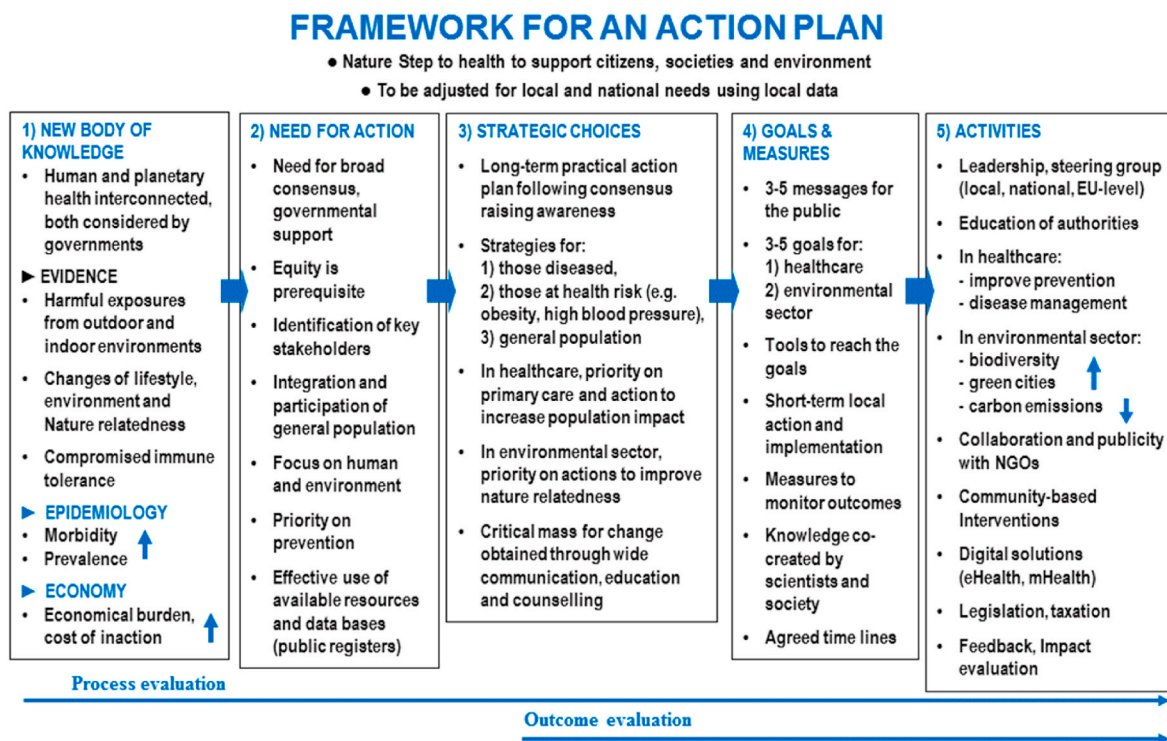 FRAMEWORK FOR AN ACTION PLAN
● Nature Step to health to support citizens, societies and environment
● To be adjusted for local and national needs using local data
1) NEW BODY OF
KNOWLEDGE
• Human and planetary
health interconnected,
both considered by
governments
► EVIDENCE
• Harmful exposures
from outdoor and
indoor environments
• Changes of lifestyle,
environment and
Nature relatedness
• Compromised immune
tolerance
► EPIDEMIOLOGY
• Morbidity
• Prevalence
► ECONOMY
• Economical burden,
cost of inaction
2) NEED FOR ACTION
• Need for broad
consensus,
governmental
support
• Equity is
prerequisite
• Identification of key
stakeholders
• Integration and
participation of
general population
• Focus on human
and environment
• Priority on
prevention
• Effective use of
available resources
and data bases
(public registers)
3) STRATEGIC CHOICES
• Long-term practical action
plan following consensus
raising awareness
• Strategies for:
1) those diseased,
2) those at health risk (e.g.
obesity, high blood pressure),
3) general population
• In healthcare, priority on
primary care and action to
increase population impact
• In environmental sector,
priority on actions to improve
nature relatedness
• Critical mass for change
obtained through wide
communication, education
and counselling
4) GOALS &
MEASURES
• 3-5 messages for
the public
• 3-5 goals for:
1) healthcare
2) environmental
sector
• Tools to reach the
goals
• Short-term local
action and
implementation
• Measures to
monitor outcomes
• Knowledge co-
created by
scientists and
society
• Agreed time lines
5) ACTIVITIES
• Leadership, steering group
(local, national, EU-level)
• Education of authorities
• In healthcare:
- improve prevention
- disease management
• In environmental sector:
- biodiversity
- green cities
- carbon emissions
• Collaboration and publicity
with NGOs
• Community-based
Interventions
• Digital solutions
(eHealth, mHealth)
• Legislation, taxation
• Feedback, Impact
evaluation
Process evaluation
Outcome evaluation